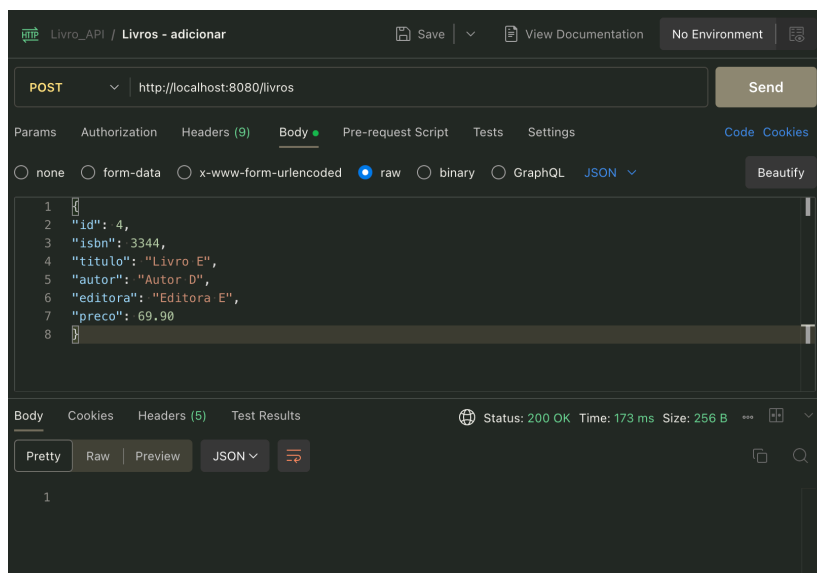 HTTP Livro_API / Livros - adicionar Save View Documentation No Environment
POST http://localhost:8080/livros Send
Params Authorization Headers (9) Body Pre-request Script Tests Settings Code Cookies
none form-data x-www-form-urlencoded raw binary GraphQL JSON Beautify
1 {
2 "id": 4,
3 "isbn": 3344,
4 "titulo": "Livro E",
5 "autor": "Autor D",
6 "editora": "Editora E",
7 "preco": 69.90
8 }
Body Cookies Headers (5) Test Results Status: 200 OK Time: 173 ms Size: 256 B
Pretty Raw Preview JSON
1